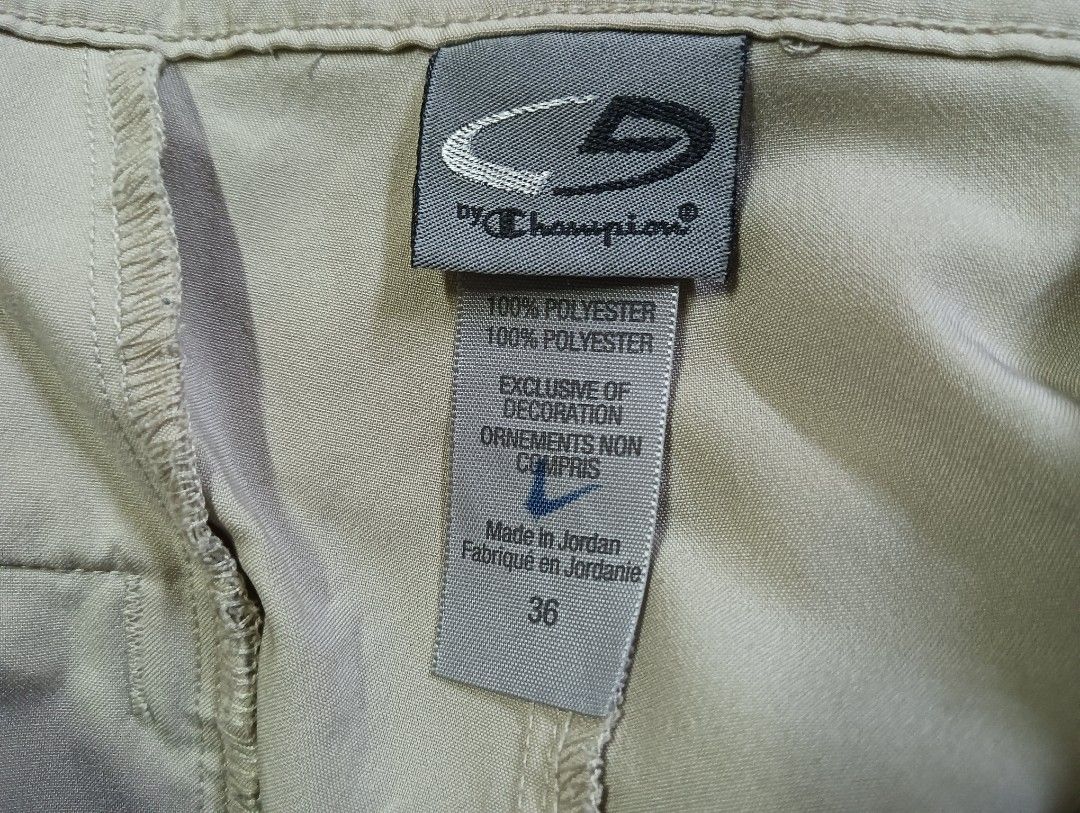 by Champion®
100% POLYESTER
100% POLYESTER
EXCLUSIVE OF
DECORATION
ORNEMENTS NON
COMPRIS
Made in Jordan
Fabriqué en Jordanie
36